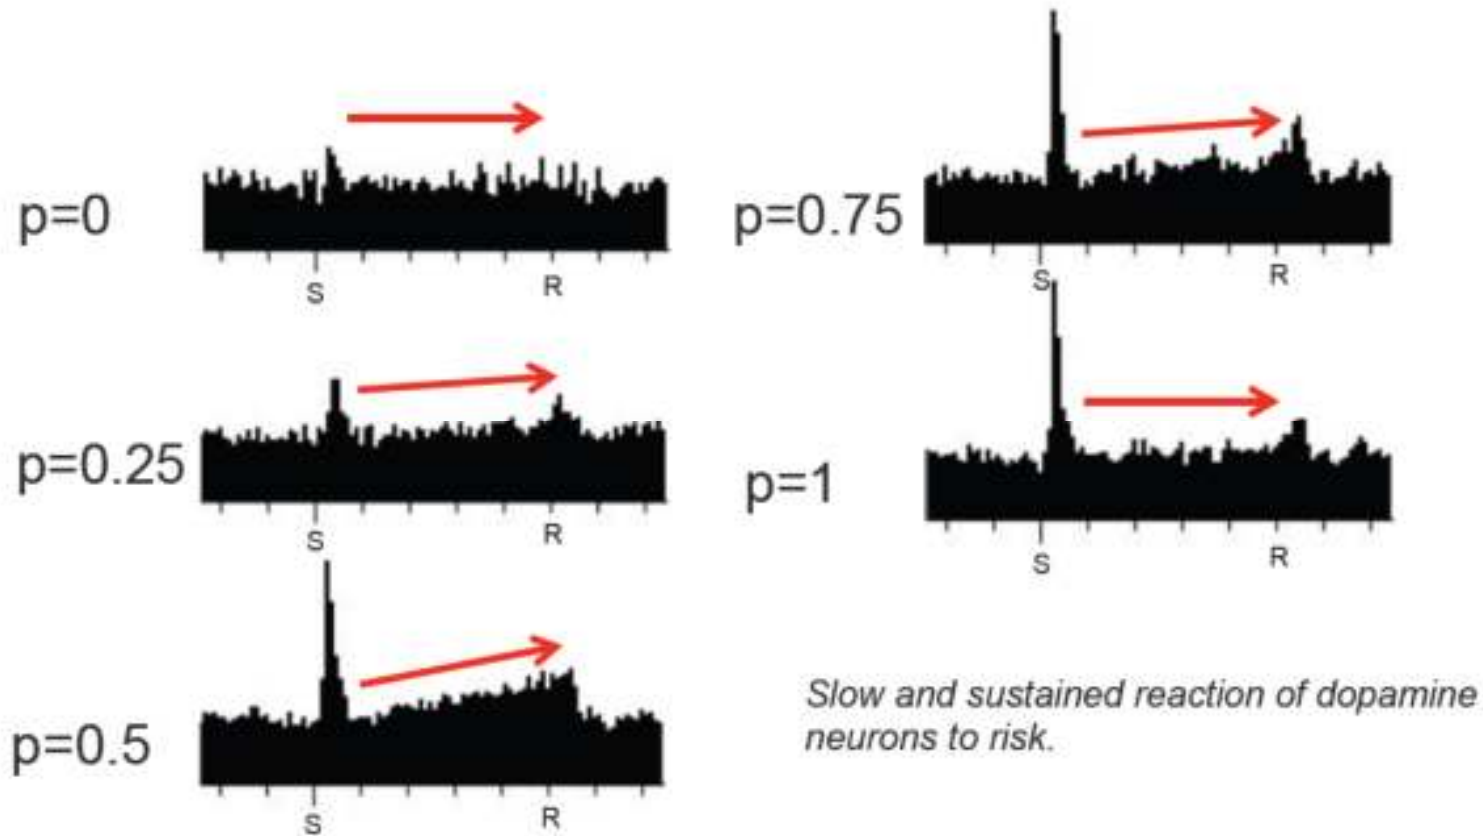 p=0
S
R
p=0.25
S
R
p=0.5
S
R
p=0.75
S
R
p=1
S
R
Slow and sustained reaction of dopamine
neurons to risk.